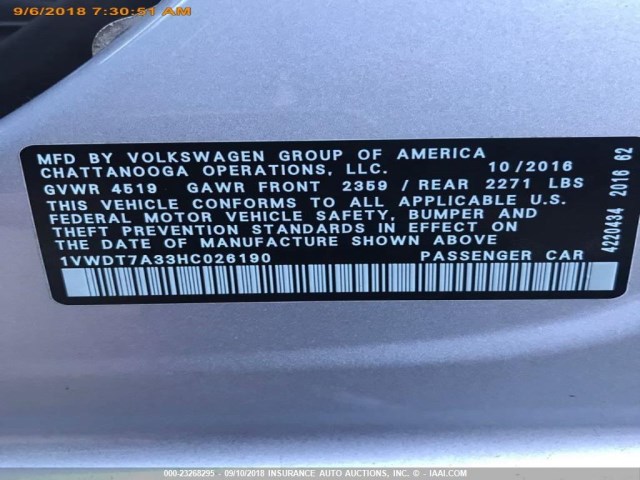 9/6/2018 7:30:51 AM
MFD BY VOLKSWAGEN GROUP OF AMERICA
CHATTANOOGA OPERATIONS, LLC. 10/2016
GVWR 4519 GAWR FRONT 2359 / REAR 2271 LBS
THIS VEHICLE CONFORMS TO ALL APPLICABLE U.S.
FEDERAL MOTOR VEHICLE SAFETY, BUMPER AND
THEFT PREVENTION STANDARDS IN EFFECT ON
THE DATE OF MANUFACTURE SHOWN ABOVE
1VWDT7A33HC026190 PASSENGER CAR
4220434 2016 62
000-23268295 - 09/10/2018 INSURANCE AUTO AUCTIONS, INC. © - IAAI.COM